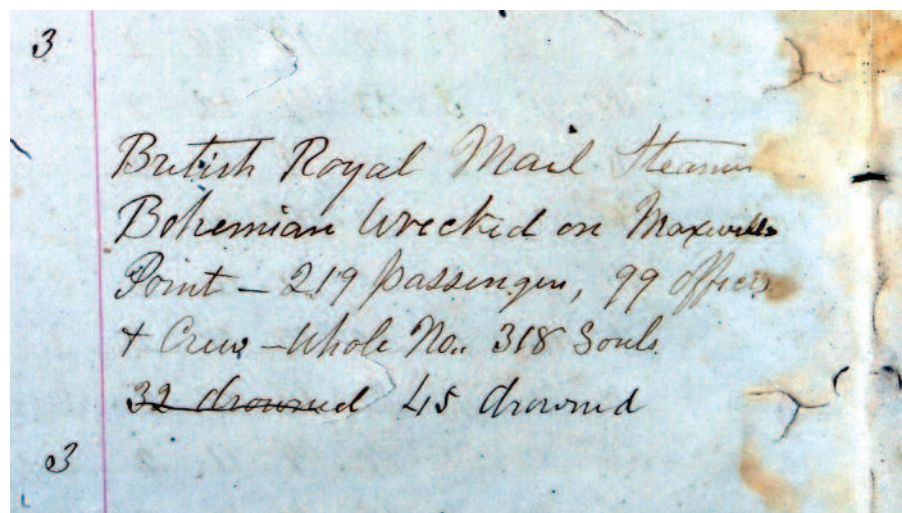 3
British Royal Mail Steamer
Bohemian Wrecked on Maxwells
Point – 219 passengers, 99 officers
+ Crew – Whole No. 318 Souls
32 drowned 45 drowned
3